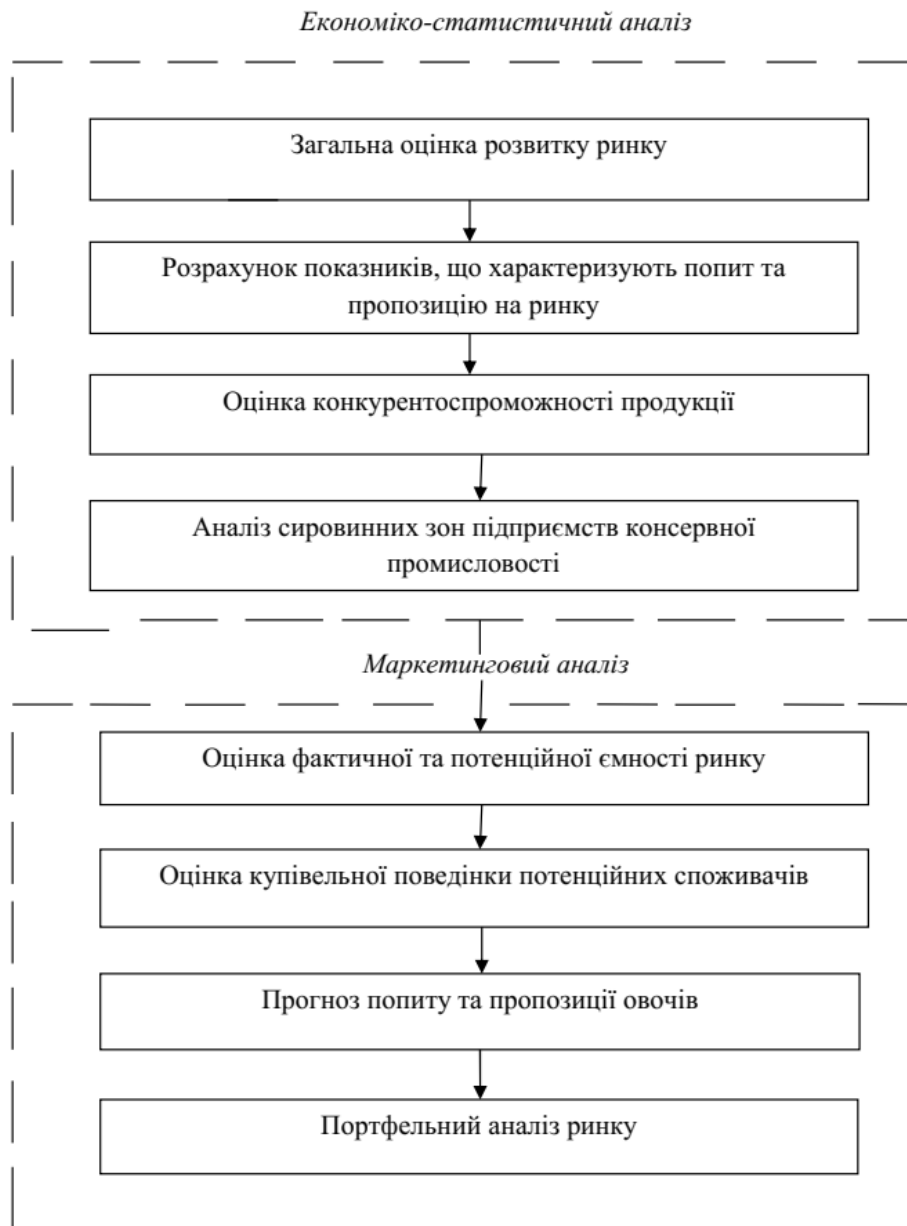 Економіко-статистичний аналіз
Загальна оцінка розвитку ринку
Розрахунок показників, що характеризують попит та
пропозицію на ринку
Оцінка конкурентоспроможності продукції
Аналіз сировинних зон підприємств консервної
промисловості
Маркетинговий аналіз
Оцінка фактичної та потенційної ємності ринку
Оцінка купівельної поведінки потенційних споживачів
Прогноз попиту та пропозиції овочів
Портфельний аналіз ринку